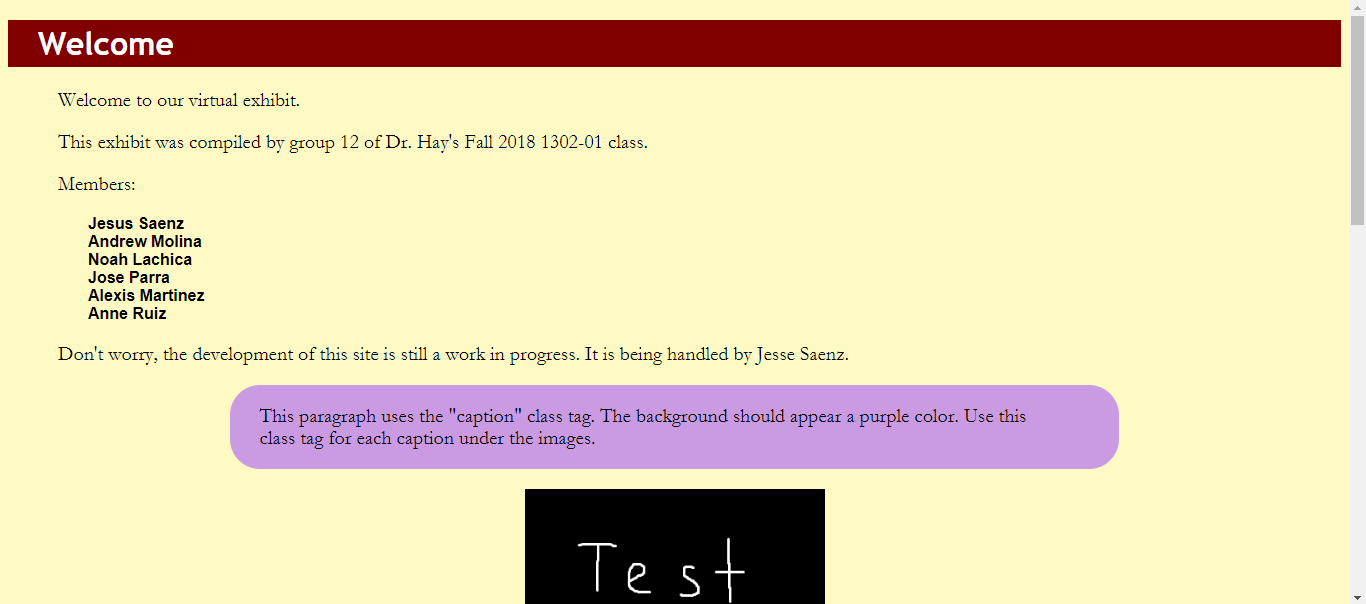 Welcome
Welcome to our virtual exhibit.
This exhibit was compiled by group 12 of Dr. Hay's Fall 2018 1302-01 class.
Members:
Jesus Saenz
Andrew Molina
Noah Lachica
Jose Parra
Alexis Martinez
Anne Ruiz
Don't worry, the development of this site is still a work in progress. It is being handled by Jesse Saenz.
This paragraph uses the "caption" class tag. The background should appear a purple color. Use this
class tag for each caption under the images.
Test